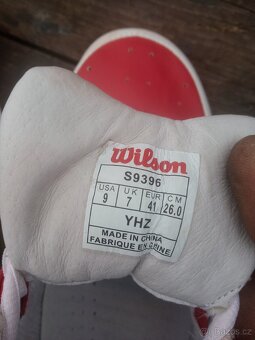 Wilson
S9396
USA UK EUR CM
9 7 41 26.0
YHZ
MADE IN CHINA
FABRIQUE EN CHINE